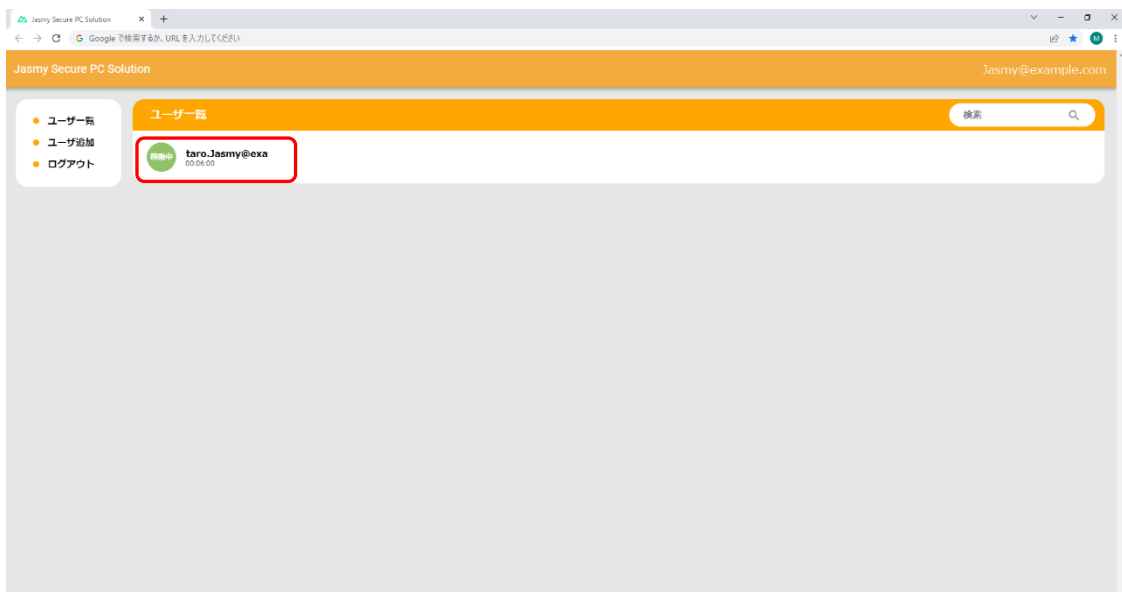 Jasmy Secure PC Solution
Google で検索するか、URL を入力してください
M
Jasmy Secure PC Solution
Jasmy@example.com
ユーザー覧
ユーザ追加
ログアウト
ユーザー覧
検索
稼働中
taro.Jasmy@exa
00:06:00